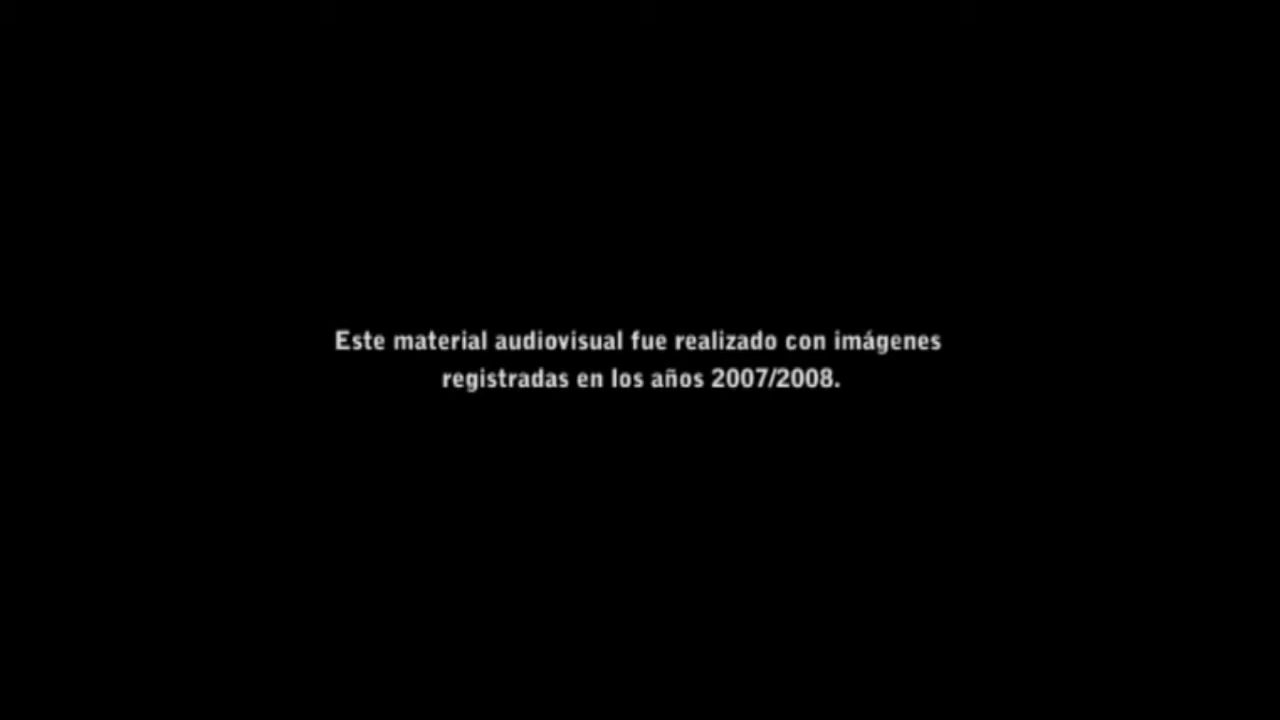 Este material audiovisual fue realizado con imágenes
registradas en los años 2007/2008.